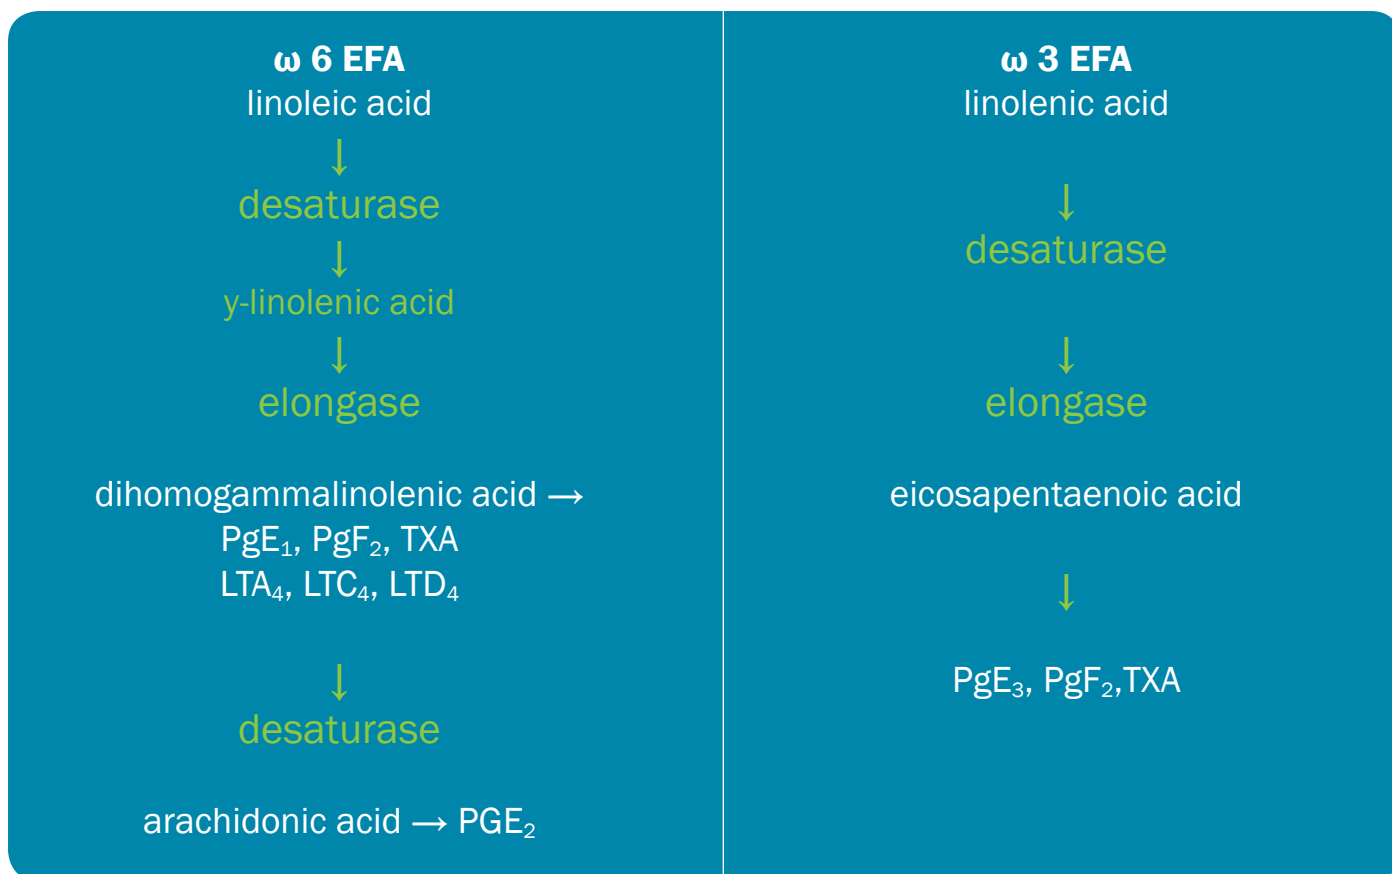 ω 6 EFA
linoleic acid
↓
desaturase
↓
y-linolenic acid
↓
elongase
dihomogammalinolenic acid →
PgE₁, PgF₂, TXA
LTA₄, LTC₄, LTD₄
↓
desaturase
arachidonic acid → PGE₂
ω 3 EFA
linolenic acid
↓
desaturase
↓
elongase
eicosapentaenoic acid
↓
PgE₃, PgF₂,TXA